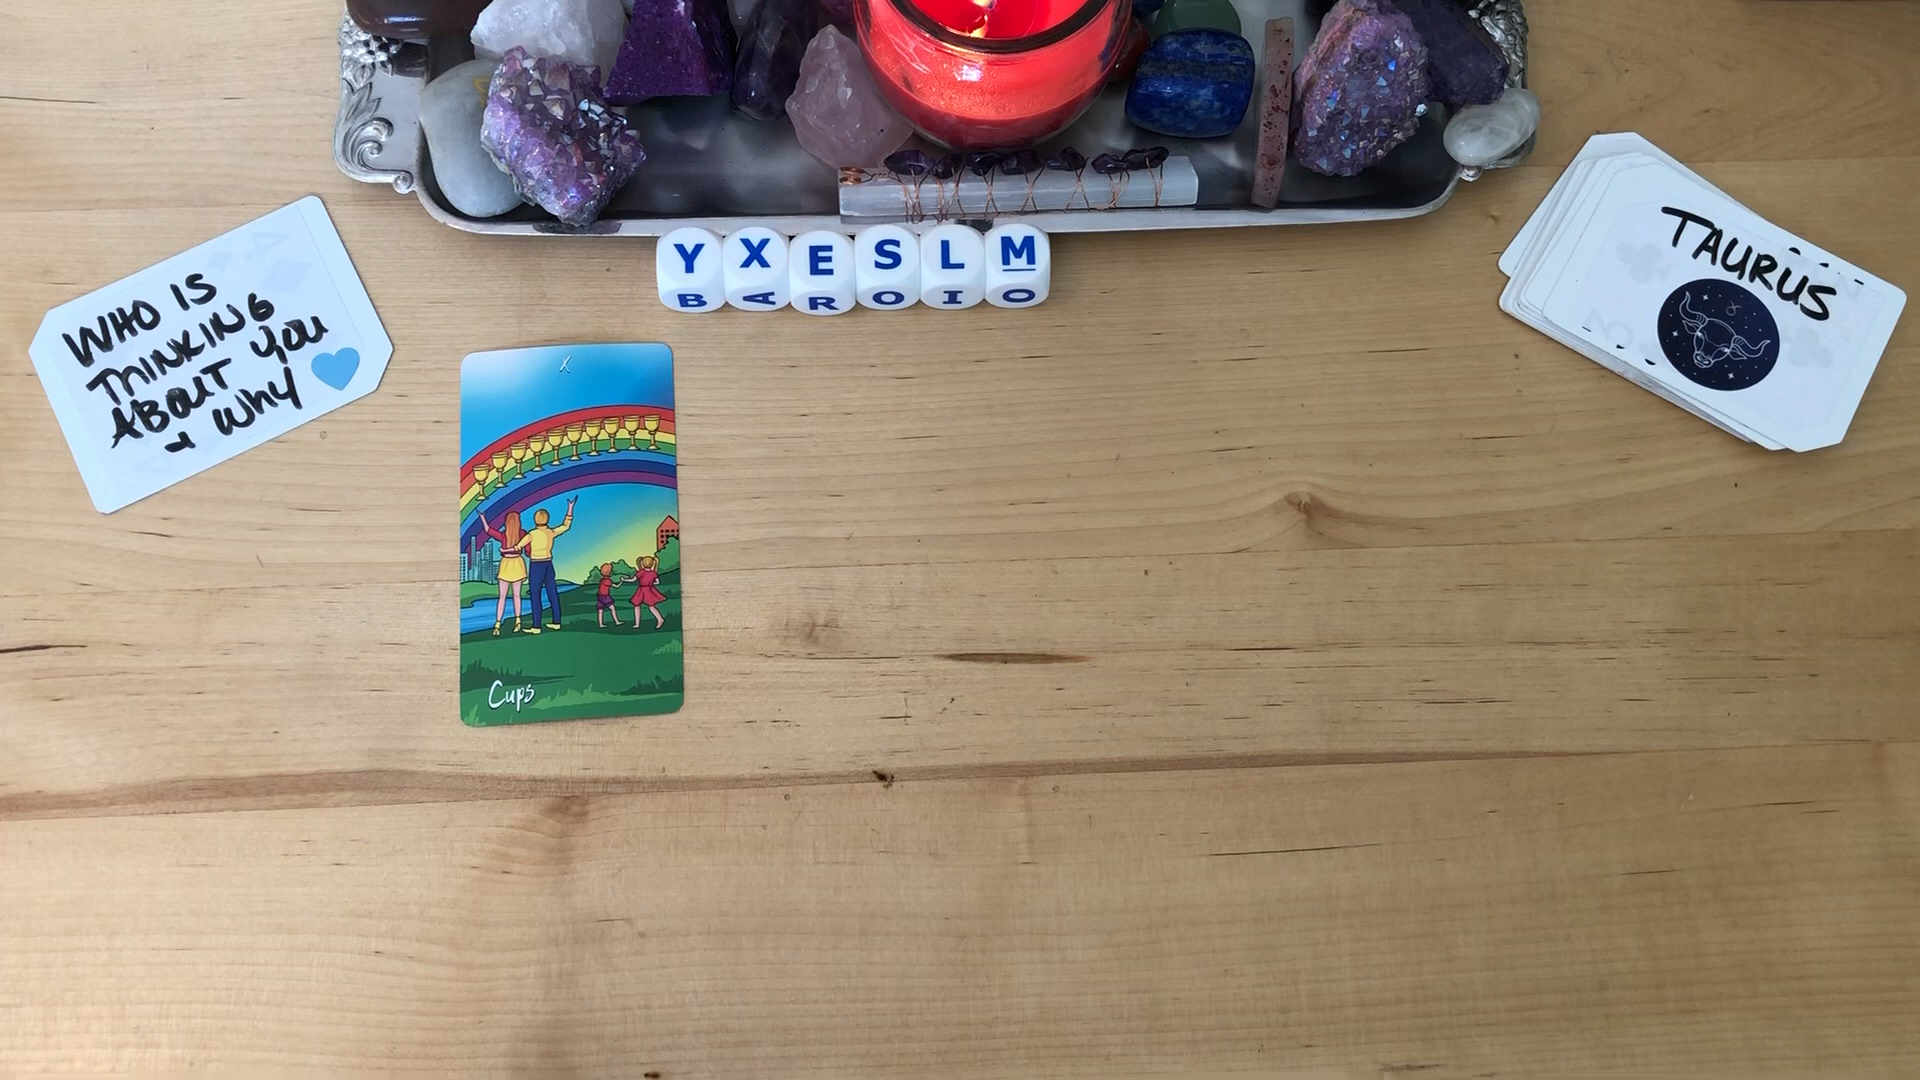 WHO IS
THINKING
ABOUT YOU
& WHY
YXESLM
BAROIO
TAURUS
X
Cups